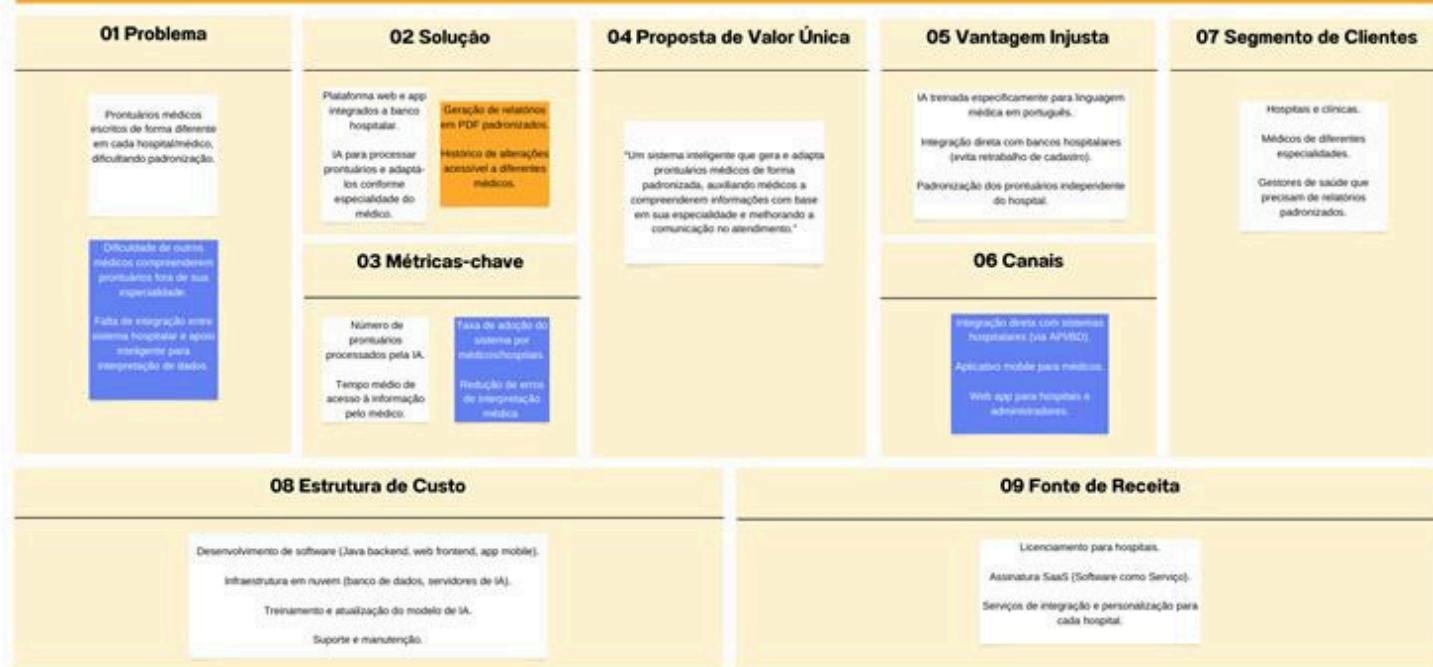 01 Problema
Prontuários médicos
escritos de forma diferente
em cada hospital/médico,
dificultando padronização.
Dificuldade de outros
médicos compreenderem
prontuários fora de sua
especialidade.
Falta de integração entre
sistema hospitalar e apoio
inteligente para
interpretação de dados.
02 Solução
Plataforma web e app
integrados a banco
hospitalar.
IA para processar
prontuários e adaptá-
los conforme
especialidade do
médico.
Geração de relatórios
em PDF padronizados.
Histórico de alterações
acessível a diferentes
médicos.
03 Métricas-chave
Número de
prontuários
processados pela IA.
Tempo médio de
acesso à informação
pelo médico.
Taxa de adoção do
sistema por
médicos/hospitais.
Redução de erros
de interpretação
médica
04 Proposta de Valor Única
"Um sistema inteligente que gera e adapta
prontuários médicos de forma
padronizada, auxiliando médicos a
compreenderem informações com base
em sua especialidade e melhorando a
comunicação no atendimento."
05 Vantagem Injusta
IA treinada especificamente para linguagem
médica em português.
Integração direta com bancos hospitalares
(evita retrabalho de cadastro).
Padronização dos prontuários independente
do hospital.
06 Canais
Integração direta com sistemas
hospitalares (via API/BD).
Aplicativo mobile para médicos.
Web app para hospitais e
administradores.
07 Segmento de Clientes
Hospitais e clínicas.
Médicos de diferentes
especialidades.
Gestores de saúde que
precisam de relatórios
padronizados.
08 Estrutura de Custo
Desenvolvimento de software (Java backend, web frontend, app mobile).
Infraestrutura em nuvem (banco de dados, servidores de IA).
Treinamento e atualização do modelo de IA.
Suporte e manutenção.
09 Fonte de Receita
Licenciamento para hospitais.
Assinatura SaaS (Software como Serviço).
Serviços de integração e personalização para
cada hospital.